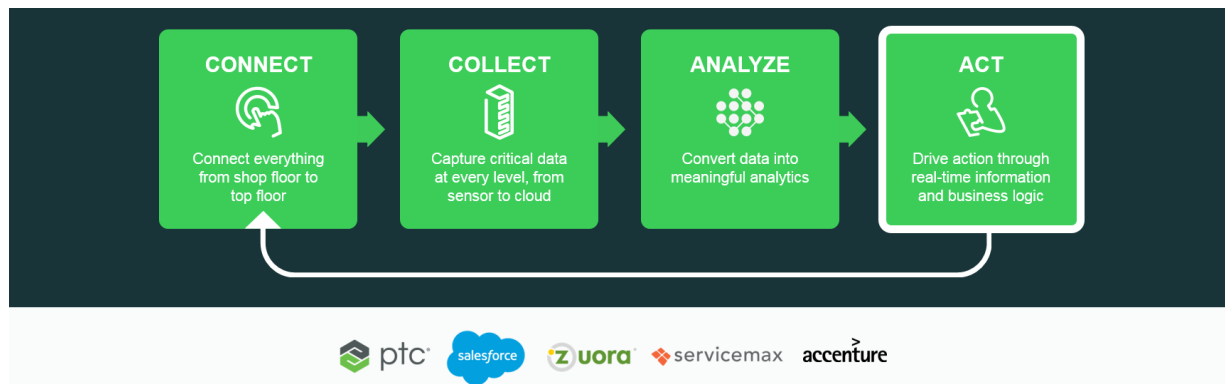 CONNECT
Connect everything
from shop floor to
top floor
COLLECT
Capture critical data
at every level, from
sensor to cloud
ANALYZE
Convert data into
meaningful analytics
ACT
Drive action through
real-time information
and business logic
ptc
salesforce
zuora
servicemax
accenture